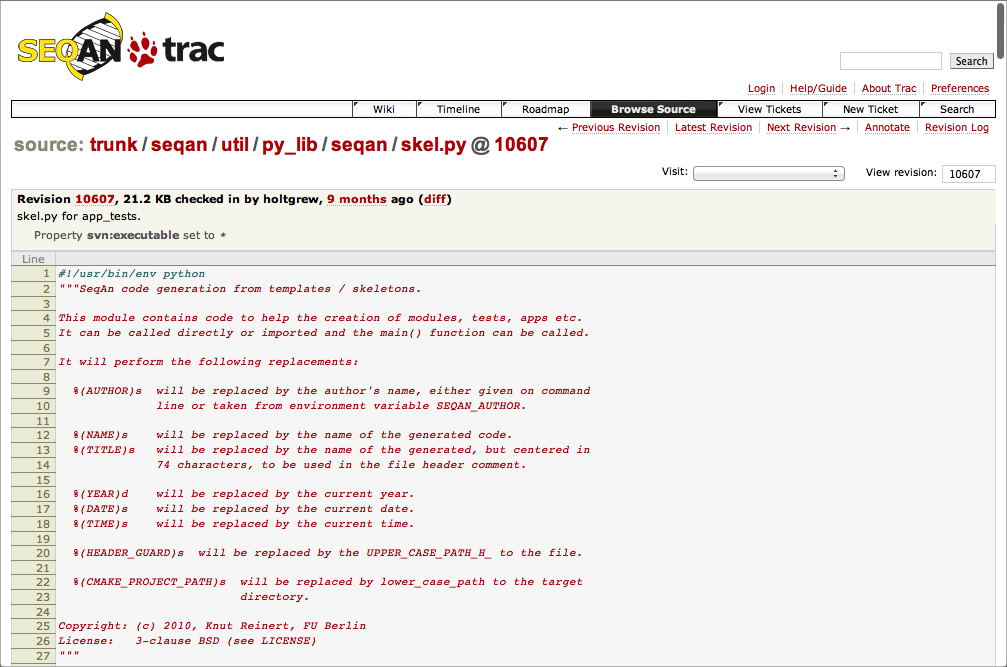 SEQAN trac
Search
Login Help/Guide About Trac Preferences
Wiki Timeline Roadmap Browse Source View Tickets New Ticket Search
← Previous Revision Latest Revision Next Revision → Annotate Revision Log
source: trunk / seqan / util / py_lib / seqan / skel.py @ 10607
Visit: View revision: 10607
Revision 10607, 21.2 KB checked in by holtgrew, 9 months ago (diff)
skel.py for app_tests.
Property svn:executable set to *
Line
1 #!/usr/bin/env python
2 """SeqAn code generation from templates / skeletons.
3
4 This module contains code to help the creation of modules, tests, apps etc.
5 It can be called directly or imported and the main() function can be called.
6
7 It will perform the following replacements:
8
9 %(AUTHOR)s will be replaced by the author's name, either given on command
10 line or taken from environment variable SEQAN_AUTHOR.
11
12 %(NAME)s will be replaced by the name of the generated code.
13 %(TITLE)s will be replaced by the name of the generated, but centered in
14 74 characters, to be used in the file header comment.
15
16 %(YEAR)d will be replaced by the current year.
17 %(DATE)s will be replaced by the current date.
18 %(TIME)s will be replaced by the current time.
19
20 %(HEADER_GUARD)s will be replaced by the UPPER_CASE_PATH_H_ to the file.
21
22 %(CMAKE_PROJECT_PATH)s will be replaced by lower_case_path to the target
23 directory.
24
25 Copyright: (c) 2010, Knut Reinert, FU Berlin
26 License: 3-clause BSD (see LICENSE)
27 """